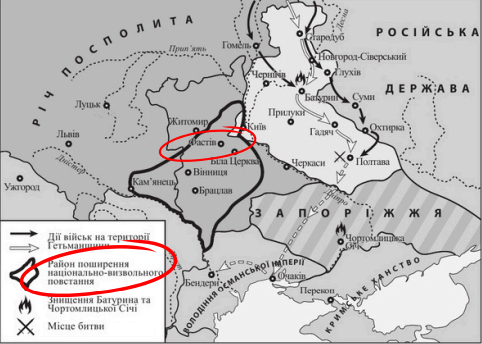 РІЧ ПОСПОЛИТА
РОСІЙСЬКА
ДЕРЖАВА
Десна
Стародуб
Гомель
Прип'ять
Новгород-Сіверський
Глухів
Чернігів
Батурин
Суми
Луцьк
Прилуки
Гадяч
Охтирка
Житомир
Київ
Фастів
Львів
Біла Церква
Полтава
Дністер
Черкаси
Вінниця
Ужгород
Кам'янець
Брацлав
Дніпро
ЗАПОРІЖЖЯ
Чортомлицька
Січ
Бендери
Очаків
ВОЛОДІННЯ ОСМАНСЬКОЇ ІМПЕРІЇ
Перекоп
КРИМСЬКЕ ХАНСТВО
Дії військ на території
Гетьманщини
Район поширення
національно-визвольного
повстання
Знищення Батурина та
Чортомлицької Січі
Місце битви